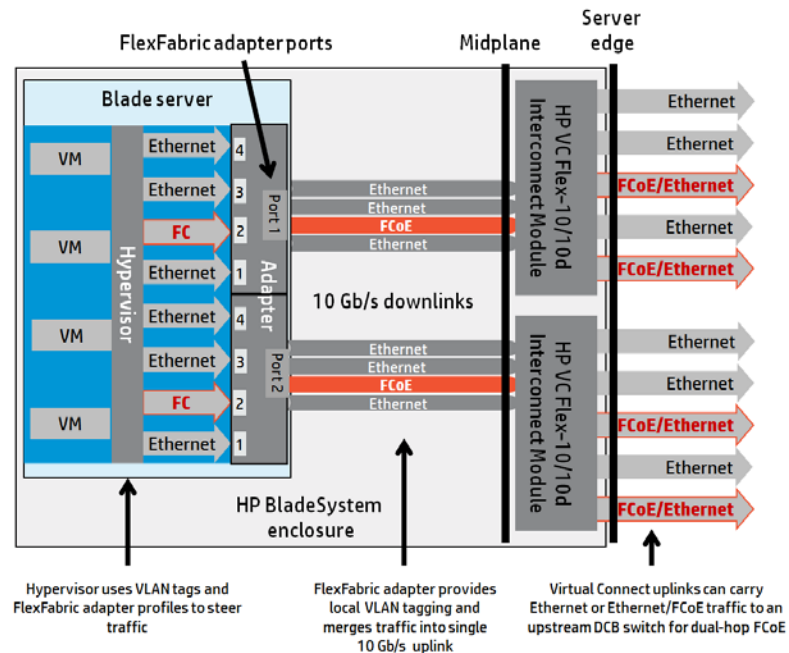 FlexFabric adapter ports
Midplane
Server
edge
Blade server
VM
VM
VM
VM
Hypervisor
Ethernet
Ethernet
FC
Ethernet
Ethernet
Ethernet
FC
Ethernet
4
3
2
1
4
3
2
1
Port 1
Adapter
Port 2
Ethernet
Ethernet
FCoE
Ethernet
10 Gb/s downlinks
Ethernet
Ethernet
FCoE
Ethernet
HP VC Flex-10/10d
Interconnect Module
HP VC Flex-10/10d
Interconnect Module
Ethernet
Ethernet
FCoE/Ethernet
Ethernet
FCoE/Ethernet
Ethernet
Ethernet
FCoE/Ethernet
Ethernet
FCoE/Ethernet
HP BladeSystem
enclosure
Hypervisor uses VLAN tags and
FlexFabric adapter profiles to steer
traffic
FlexFabric adapter provides
local VLAN tagging and
merges traffic into single
10 Gb/s uplink
Virtual Connect uplinks can carry
Ethernet or Ethernet/FCoE traffic to an
upstream DCB switch for dual-hop FCoE